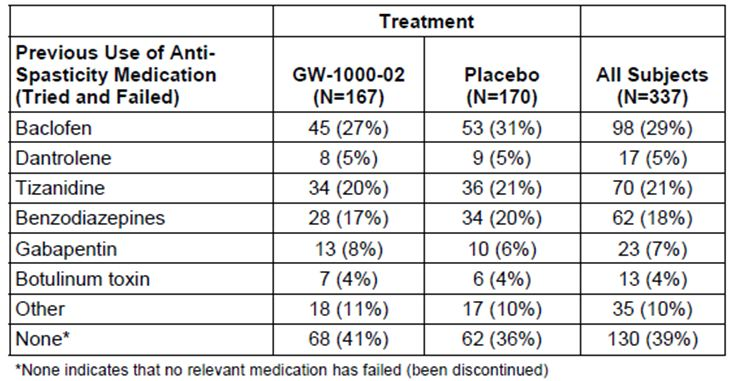 Treatment
Previous Use of Anti-
Spasticity Medication
(Tried and Failed)
GW-1000-02
(N=167)
Placebo
(N=170)
All Subjects
(N=337)
Baclofen 45 (27%) 53 (31%) 98 (29%)
Dantrolene 8 (5%) 9 (5%) 17 (5%)
Tizanidine 34 (20%) 36 (21%) 70 (21%)
Benzodiazepines 28 (17%) 34 (20%) 62 (18%)
Gabapentin 13 (8%) 10 (6%) 23 (7%)
Botulinum toxin 7 (4%) 6 (4%) 13 (4%)
Other 18 (11%) 17 (10%) 35 (10%)
None* 68 (41%) 62 (36%) 130 (39%)
*None indicates that no relevant medication has failed (been discontinued)